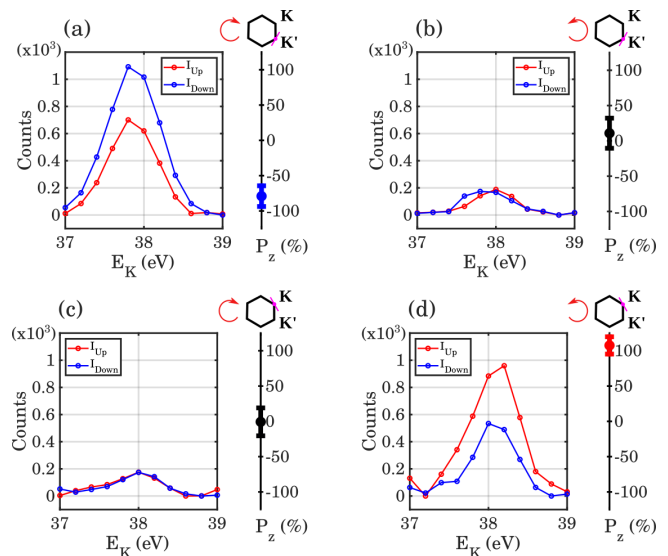 (a)
K
K'
x10³
I_Up
I_Down
1
0.8
0.6
0.4
0.2
0
Counts
37
38
39
E_K (eV)
100
50
0
-50
-100
P_z (%)
(b)
K
K'
x10³
I_Up
I_Down
1
0.8
0.6
0.4
0.2
0
Counts
37
38
39
E_K (eV)
100
50
0
-50
-100
P_z (%)
(c)
K
K'
x10³
I_Up
I_Down
1
0.8
0.6
0.4
0.2
0
Counts
37
38
39
E_K (eV)
100
50
0
-50
-100
P_z (%)
(d)
K
K'
x10³
I_Up
I_Down
1
0.8
0.6
0.4
0.2
0
Counts
37
38
39
E_K (eV)
100
50
0
-50
-100
P_z (%)